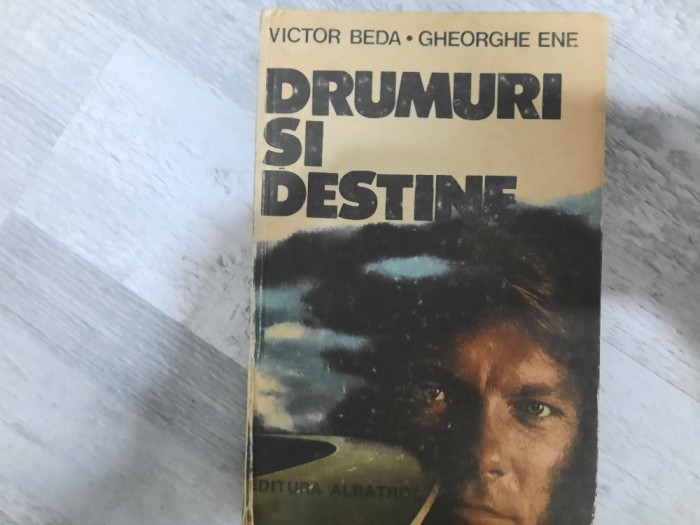 VICTOR BEDA • GHEORGHE ENE
DRUMURI
ȘI
DESTINE
EDITURA ALBATROS